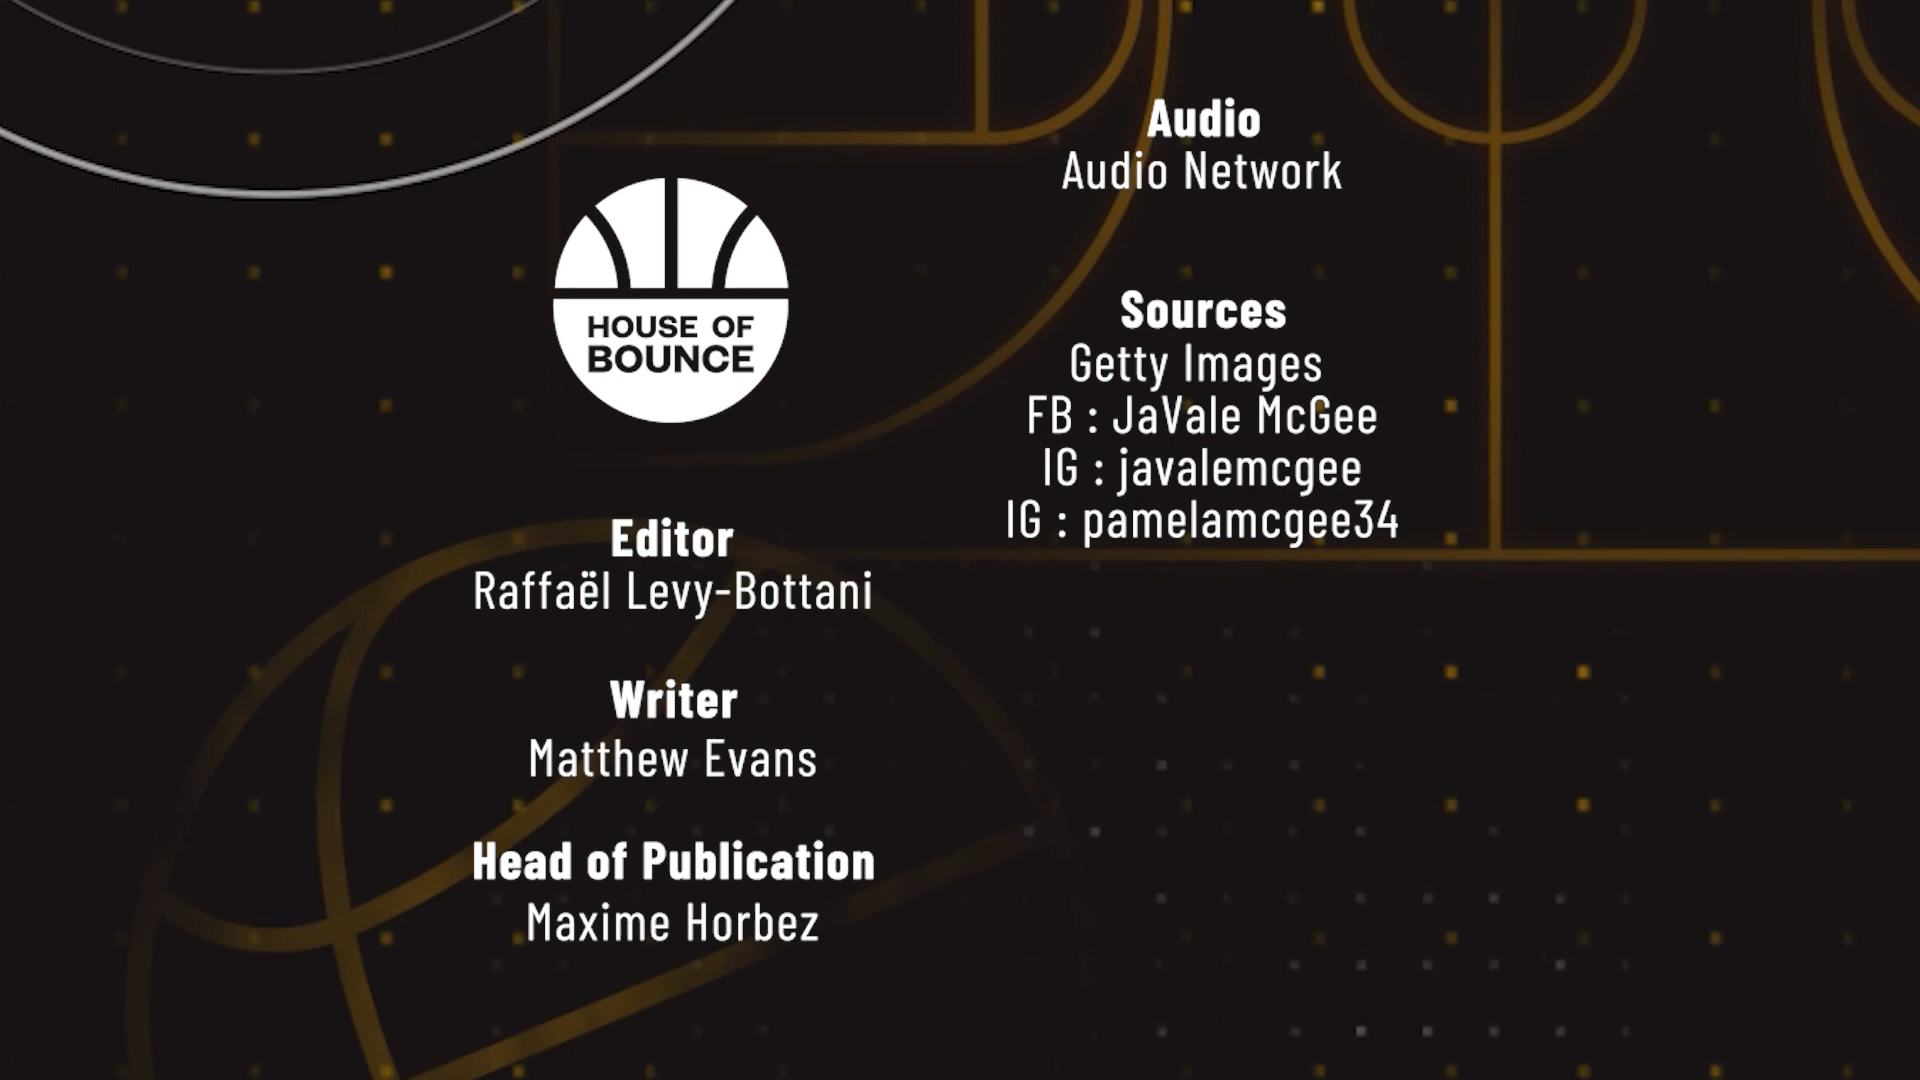 HOUSE OF
BOUNCE
Editor
Raffaël Levy-Bottani
Writer
Matthew Evans
Head of Publication
Maxime Horbez
Audio
Audio Network
Sources
Getty Images
FB : JaVale McGee
IG : javalemcgee
IG : pamelamcgee34